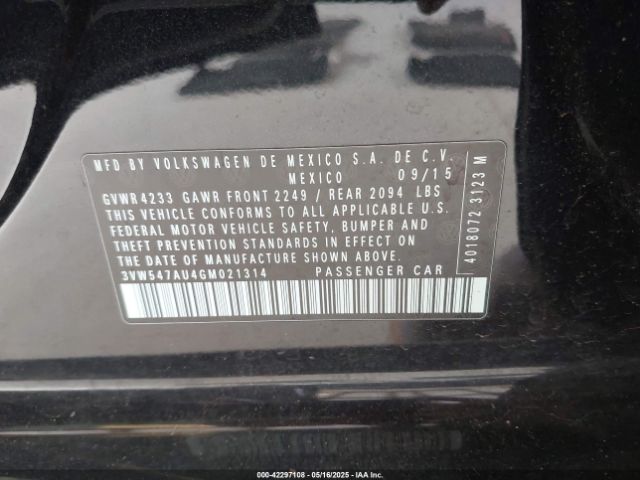 MFD BY VOLKSWAGEN DE MEXICO S.A. DE C.V.
MEXICO 09/15
GVWR 4233 GAWR FRONT 2249 / REAR 2094 LBS
THIS VEHICLE CONFORMS TO ALL APPLICABLE U.S.
FEDERAL MOTOR VEHICLE SAFETY, BUMPER AND
THEFT PREVENTION STANDARDS IN EFFECT ON
THE DATE OF MANUFACTURE SHOWN ABOVE.
3VW547AU4GM021314 PASSENGER CAR
4018072 3123 M
000-42297108 - 05/16/2025 - IAA Inc.